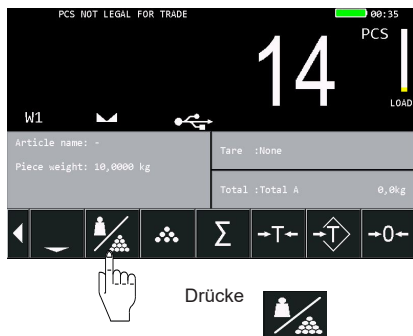 PCS NOT LEGAL FOR TRADE 00:35
14 PCS
LOAD
W1
Article name: -
Piece weight: 10,0000 kg
Tare :None
Total :Total A 0,0kg
Σ →T← →T →0←
Drücke